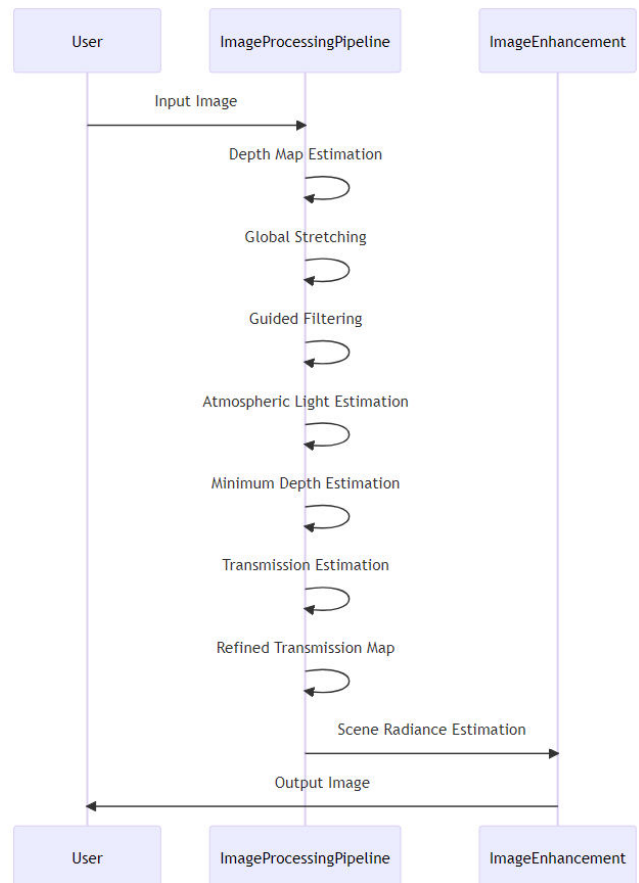 User
ImageProcessingPipeline
ImageEnhancement
Input Image
Depth Map Estimation
Global Stretching
Guided Filtering
Atmospheric Light Estimation
Minimum Depth Estimation
Transmission Estimation
Refined Transmission Map
Scene Radiance Estimation
Output Image
User
ImageProcessingPipeline
ImageEnhancement